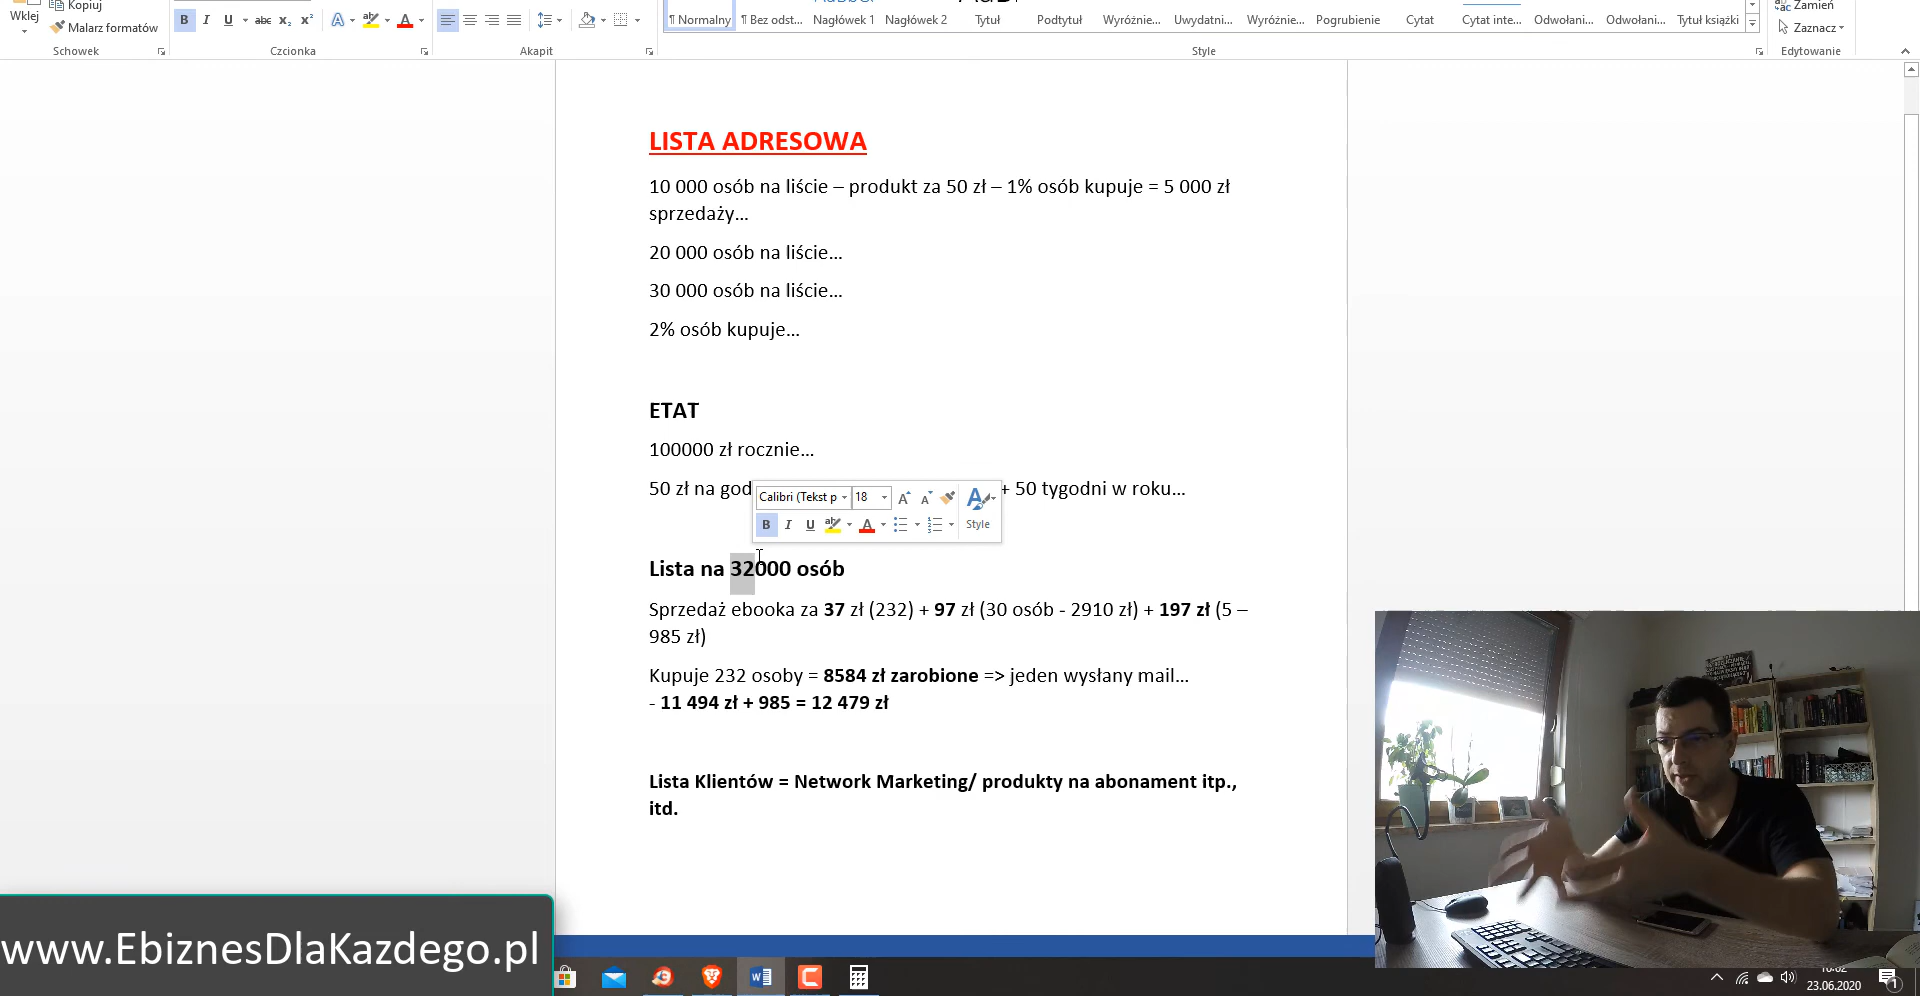 Wklej
Kopiuj
Malarz formatów
Schowek
B I U abc x₂ x²
Czcionka
Akapit
¶ Normalny
¶ Bez odst...
Nagłówek 1
Nagłówek 2
Tytuł
Podtytuł
Wyróżnie...
Uwydatni...
Wyróżnie...
Pogrubienie
Cytat
Cytat inte...
Odwołani...
Odwołani...
Tytuł książki
Style
Zamień
Zaznacz
Edytowanie
LISTA ADRESOWA
10 000 osób na liście – produkt za 50 zł – 1% osób kupuje = 5 000 zł
sprzedaży…
20 000 osób na liście…
30 000 osób na liście…
2% osób kupuje…
ETAT
100000 zł rocznie…
50 zł na god + 50 tygodni w roku…
Calibri (Tekst p 18
B I U Style
Lista na 32000 osób
Sprzedaż ebooka za 37 zł (232) + 97 zł (30 osób - 2910 zł) + 197 zł (5 –
985 zł)
Kupuje 232 osoby = 8584 zł zarobione => jeden wysłany mail…
- 11 494 zł + 985 = 12 479 zł
Lista Klientów = Network Marketing/ produkty na abonament itp.,
itd.
www.EbiznesDlaKazdego.pl
23.06.2020